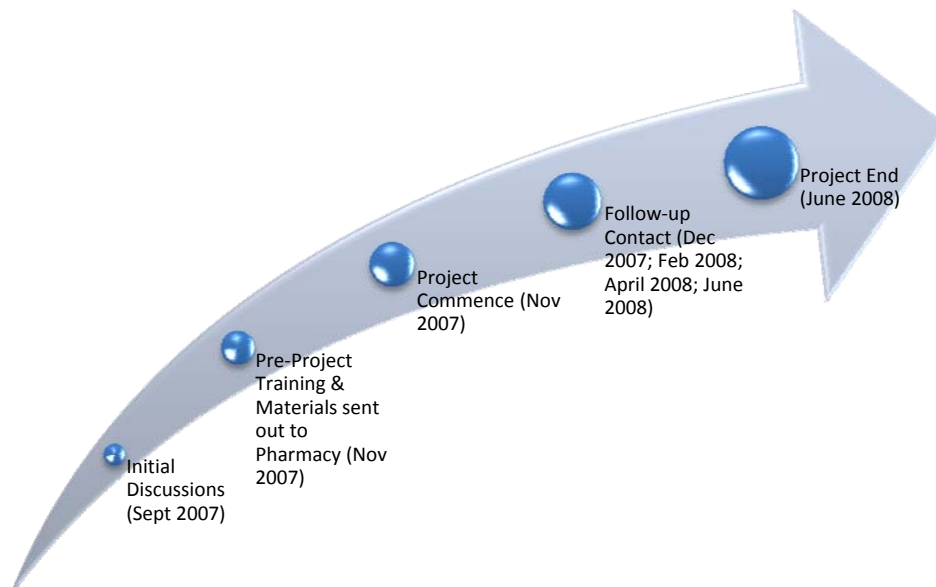 Initial
Discussions
(Sept 2007)
Pre-Project
Training &
Materials sent
out to
Pharmacy (Nov
2007)
Project
Commence (Nov
2007)
Follow-up
Contact (Dec
2007; Feb 2008;
April 2008; June
2008)
Project End
(June 2008)